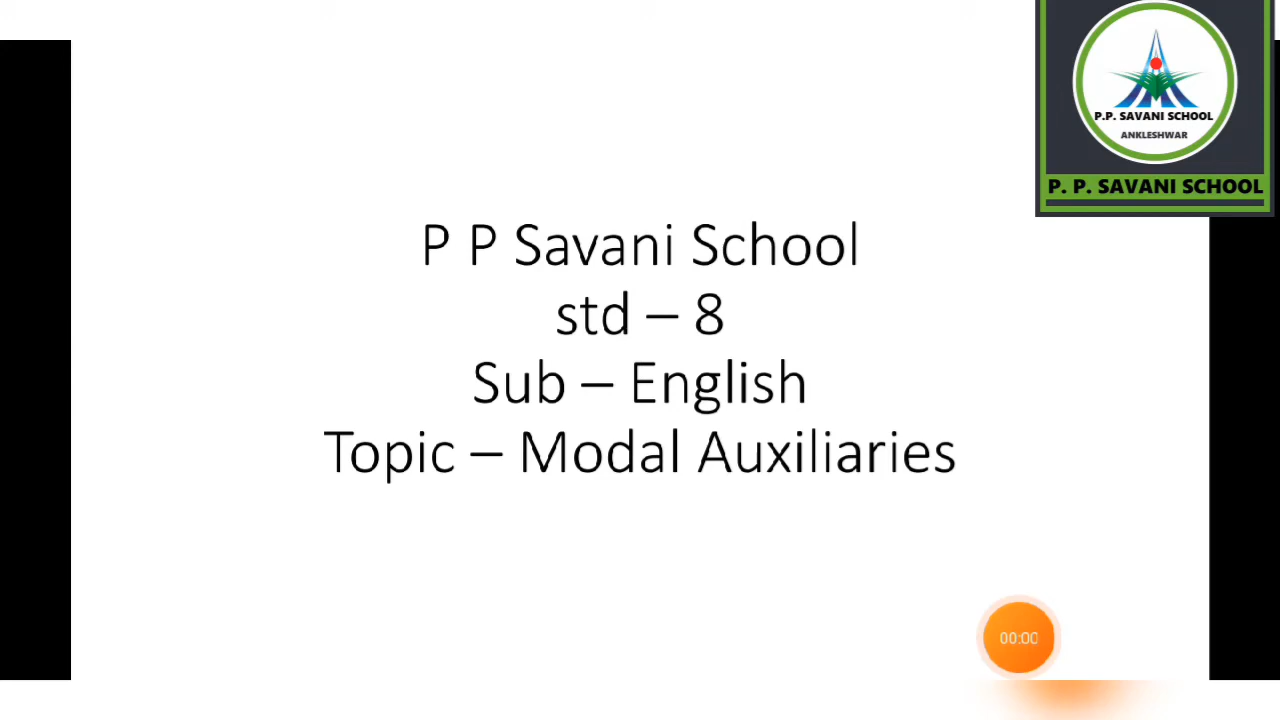 P.P. SAVANI SCHOOL
ANKLESHWAR
P. P. SAVANI SCHOOL
P P Savani School
std – 8
Sub – English
Topic – Modal Auxiliaries
00:00